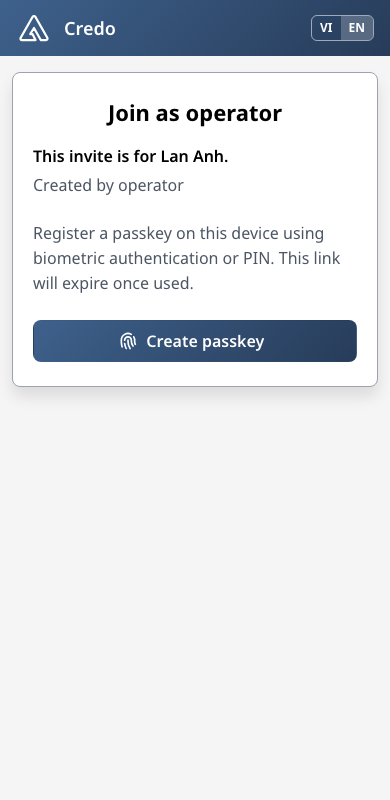 Credo
VI
EN
Join as operator
This invite is for Lan Anh.
Created by operator
Register a passkey on this device using
biometric authentication or PIN. This link
will expire once used.
Create passkey